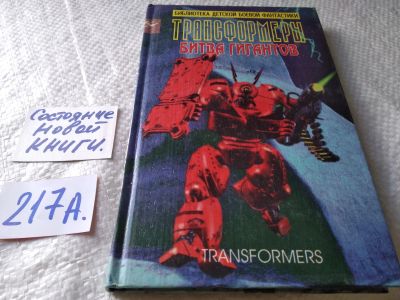 БИБЛИОТЕКА ДЕТСКОЙ БОЕВОЙ ФАНТАСТИКИ
ТРАНСФОРМЕРЫ
БИТВА ГИГАНТОВ
Состояние
новой
книги.
217А.
TRANSFORMERS